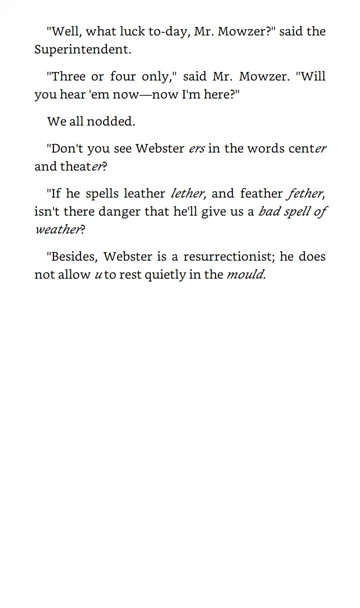 "Well, what luck to-day, Mr. Mowzer?" said the
Superintendent.
"Three or four only," said Mr. Mowzer. "Will
you hear 'em now—now I'm here?"
We all nodded.
"Don't you see Webster ers in the words center
and theater?
"If he spells leather lether, and feather fether,
isn't there danger that he'll give us a bad spell of
weather?
"Besides, Webster is a resurrectionist; he does
not allow u to rest quietly in the mould.